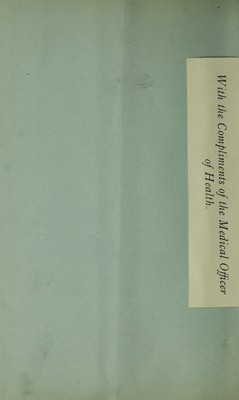 With the Compliments of the Medical Officer
of Health.